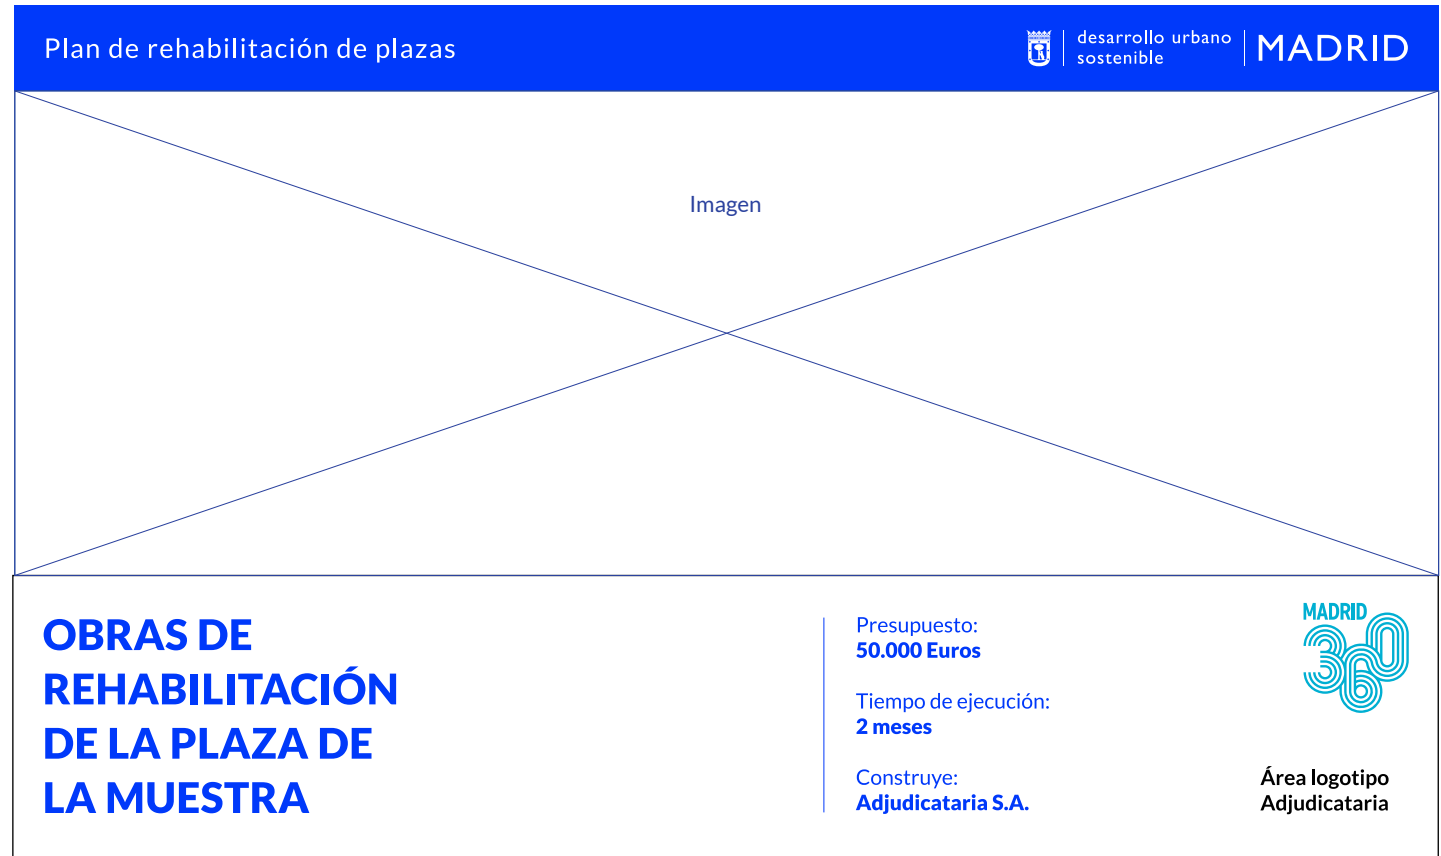 Plan de rehabilitación de plazas
desarrollo urbano
sostenible
MADRID
Imagen
OBRAS DE
REHABILITACIÓN
DE LA PLAZA DE
LA MUESTRA
Presupuesto:
50.000 Euros
Tiempo de ejecución:
2 meses
Construye:
Adjudicataria S.A.
MADRID
360
Área logotipo
Adjudicataria